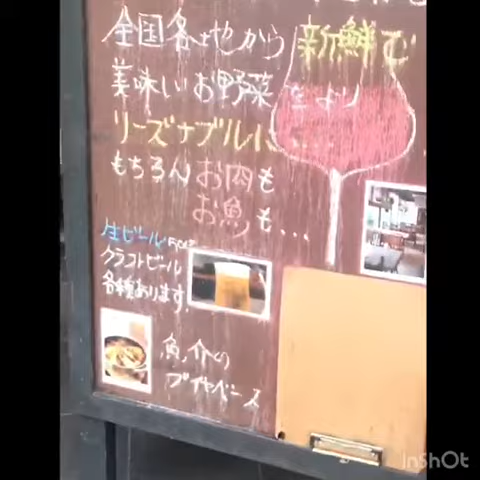 全国各地から新鮮で
美味しいお野菜をより
リーズナブルに...
もちろんお肉も
お魚も...
生ビール
クラフトビール
各種あります。
魚介の
ブイヤベース
InShOt